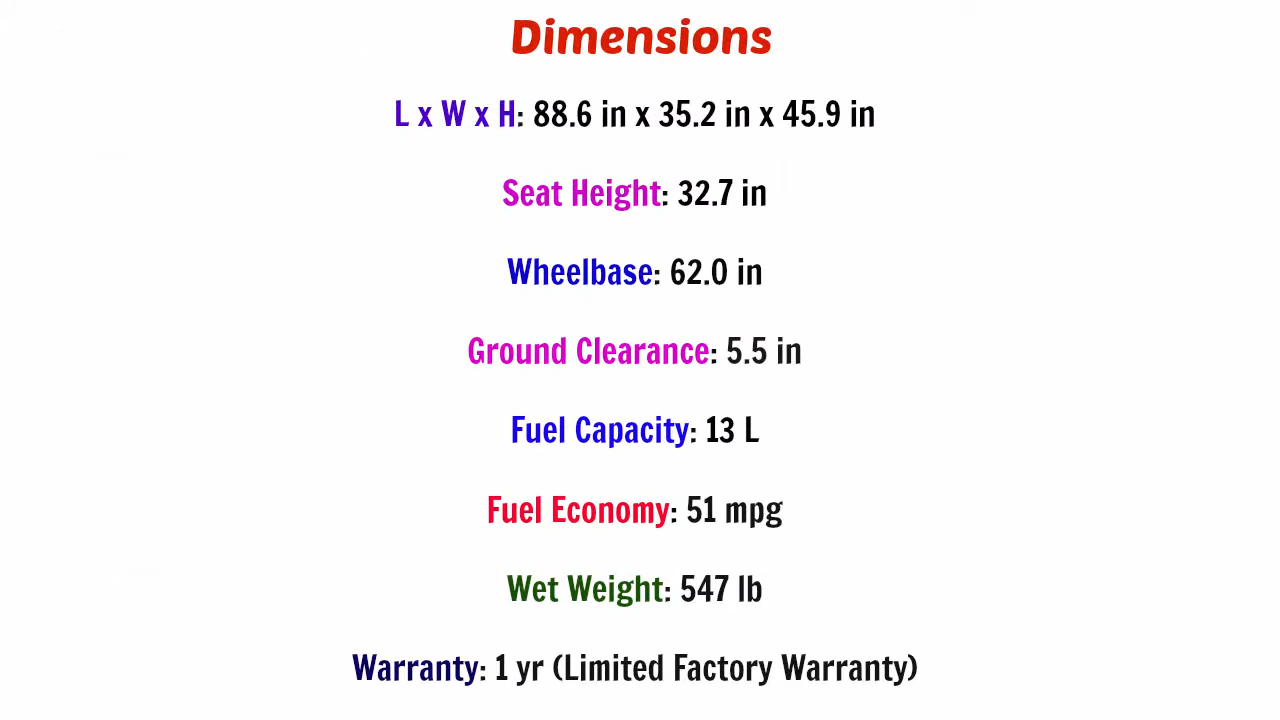 Dimensions
L x W x H: 88.6 in x 35.2 in x 45.9 in
Seat Height: 32.7 in
Wheelbase: 62.0 in
Ground Clearance: 5.5 in
Fuel Capacity: 13 L
Fuel Economy: 51 mpg
Wet Weight: 547 lb
Warranty: 1 yr (Limited Factory Warranty)